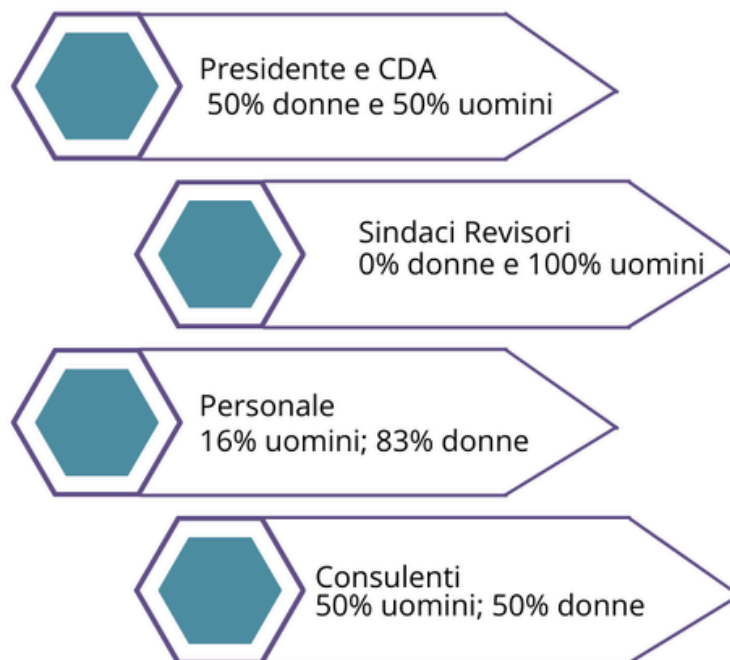 Presidente e CDA
50% donne e 50% uomini
Sindaci Revisori
0% donne e 100% uomini
Personale
16% uomini; 83% donne
Consulenti
50% uomini; 50% donne